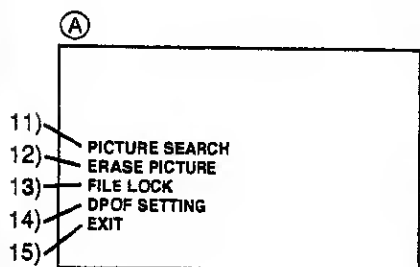 Ⓐ
11) PICTURE SEARCH
12) ERASE PICTURE
13) FILE LOCK
14) DPOF SETTING
15) EXIT